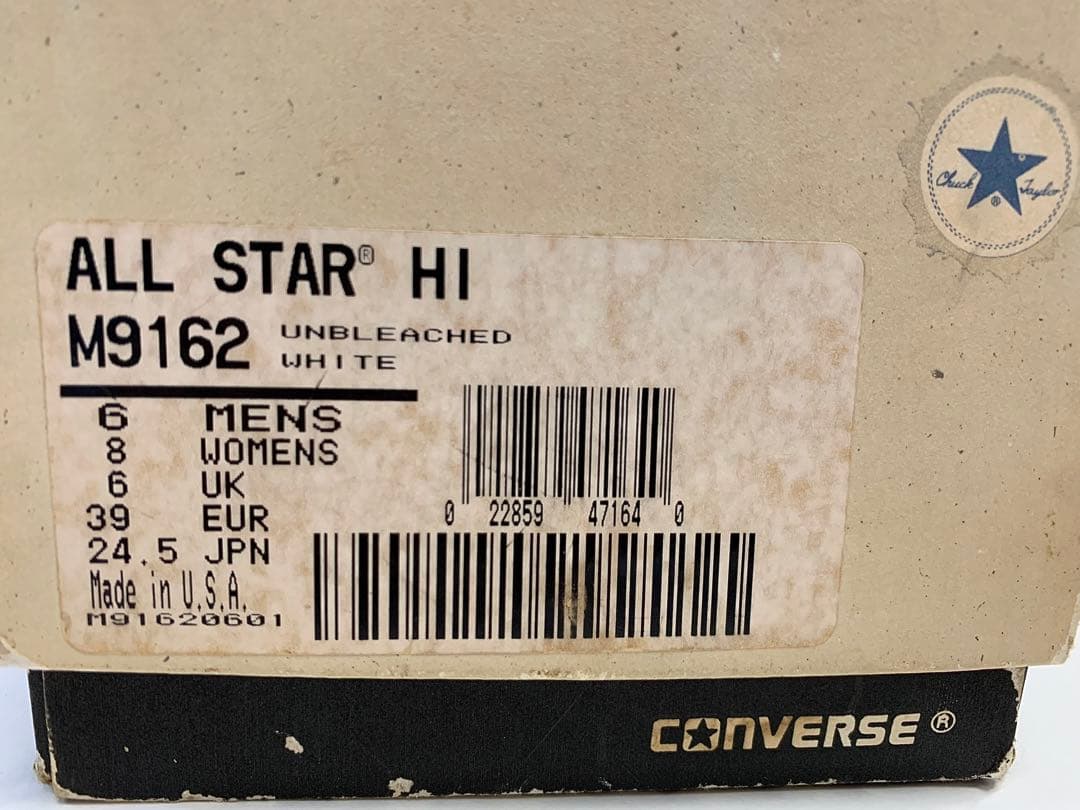 Chuck Taylor
®
ALL STAR® HI
M9162 UNBLEACHED
WHITE
6 MENS
8 WOMENS
6 UK
39 EUR
24.5 JPN
Made in U.S.A.
M91620601
0 22859 47164 0
CONVERSE®